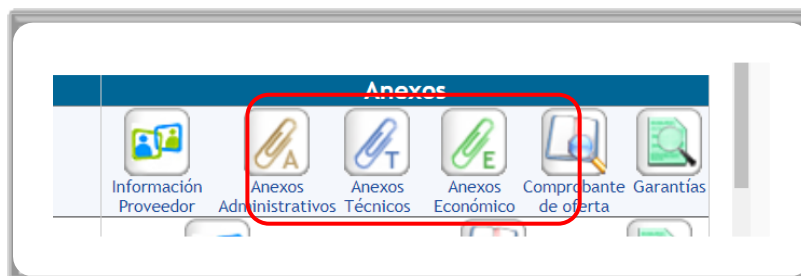 Anexos
A T E
Información Anexos Anexos Anexos Comprobante Garantías
Proveedor Administrativos Técnicos Económico de oferta